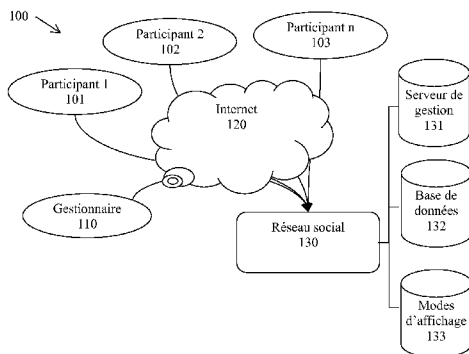 100
Participant 2
102
Participant n
103
Participant 1
101
Internet
120
Serveur de
gestion
131
Gestionnaire
110
Réseau social
130
Base de
données
132
Modes
d'affichage
133